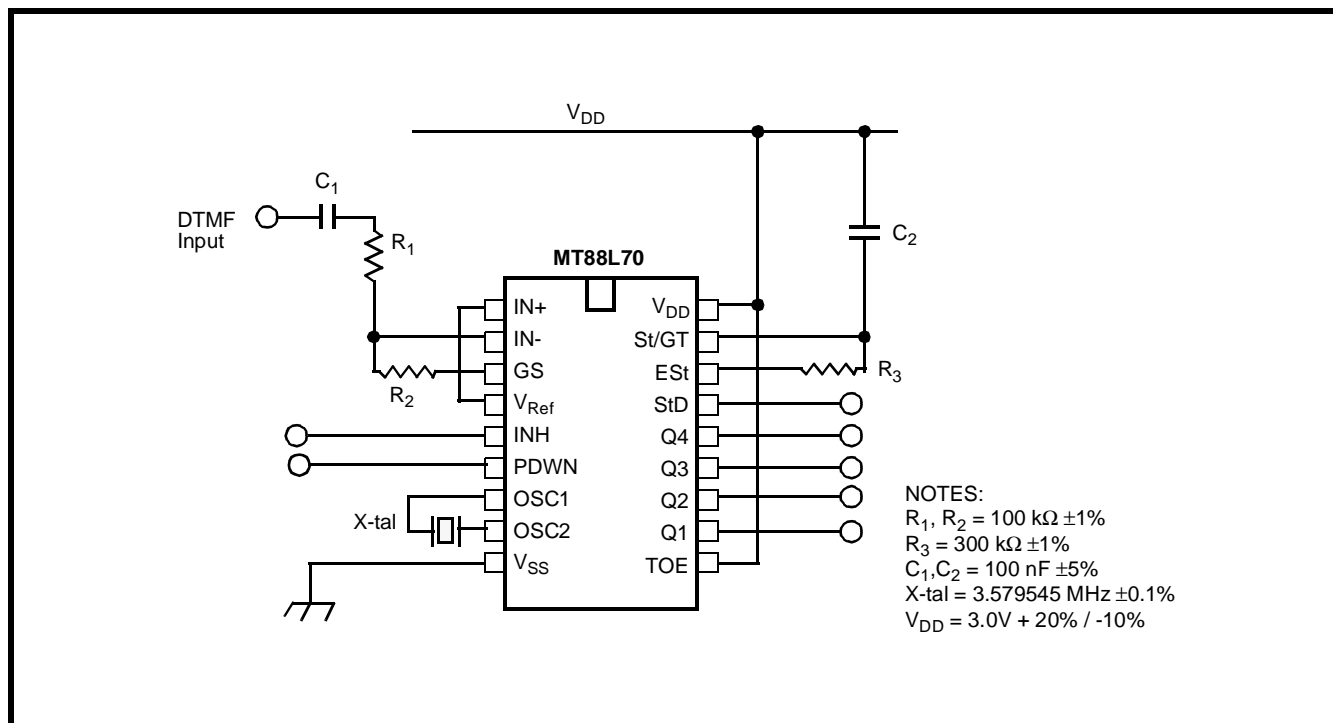 V_DD
C_1
DTMF
Input
R_1
C_2
MT88L70
IN+
V_DD
IN-
St/GT
GS
ESt
R_2
R_3
V_Ref
StD
INH
Q4
PDWN
Q3
OSC1
Q2
X-tal
OSC2
Q1
V_SS
TOE
NOTES:
R_1, R_2 = 100 kΩ ±1%
R_3 = 300 kΩ ±1%
C_1,C_2 = 100 nF ±5%
X-tal = 3.579545 MHz ±0.1%
V_DD = 3.0V + 20% / -10%